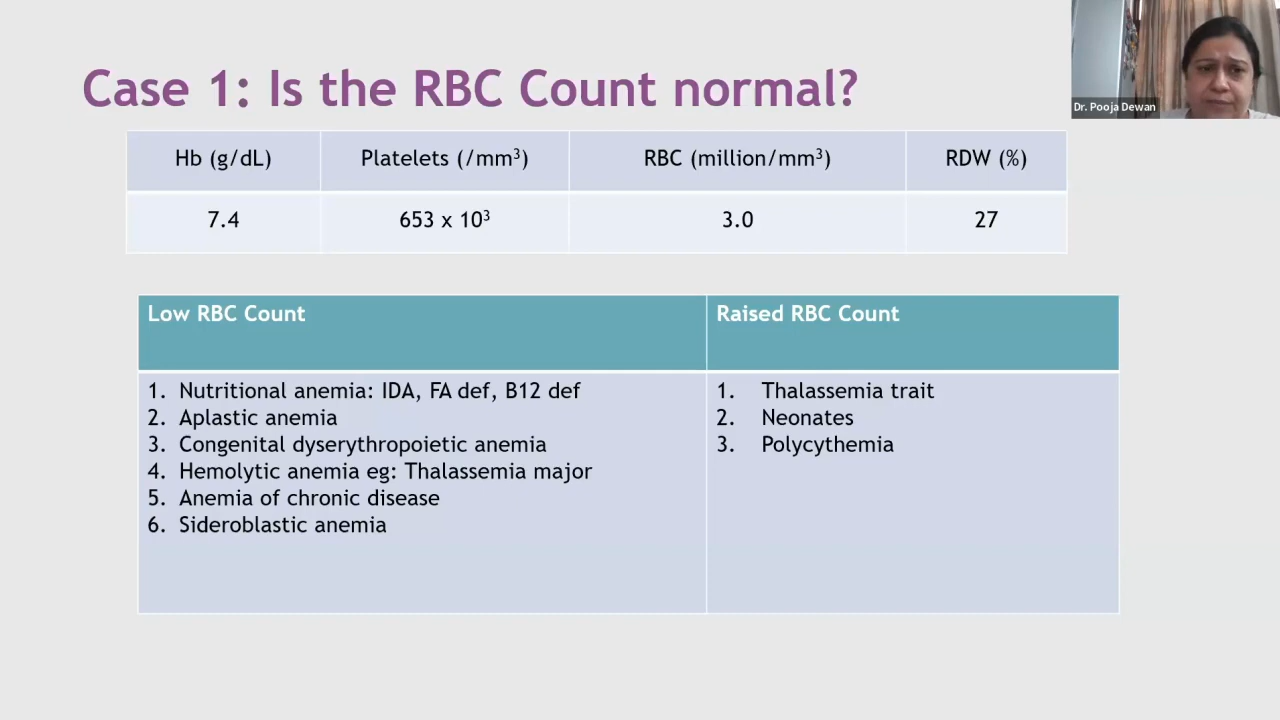 Case 1: Is the RBC Count normal?
Dr. Pooja Dewan
Hb (g/dL) Platelets (/mm³) RBC (million/mm³) RDW (%)
7.4 653 x 10³ 3.0 27
Low RBC Count Raised RBC Count
1. Nutritional anemia: IDA, FA def, B12 def
2. Aplastic anemia
3. Congenital dyserythropoietic anemia
4. Hemolytic anemia eg: Thalassemia major
5. Anemia of chronic disease
6. Sideroblastic anemia
1. Thalassemia trait
2. Neonates
3. Polycythemia